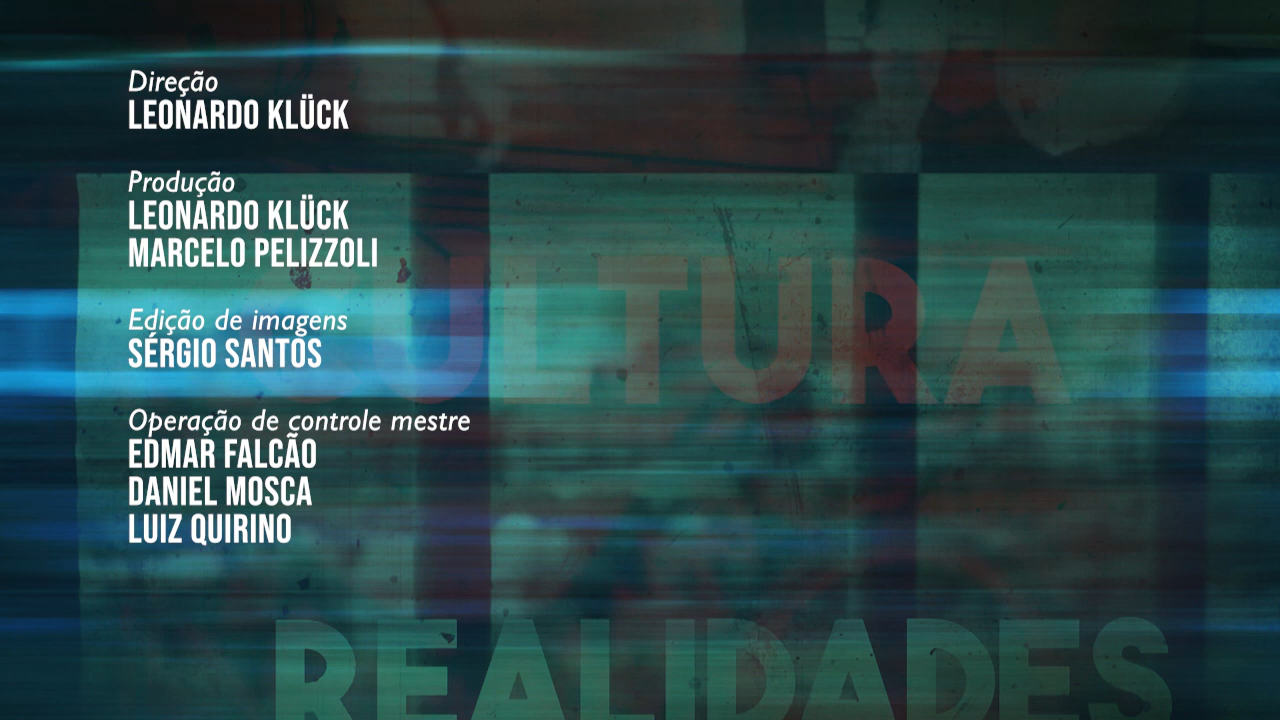 Direção
LEONARDO KLÜCK
Produção
LEONARDO KLÜCK
MARCELO PELIZZOLI
Edição de imagens
SÉRGIO SANTOS
Operação de controle mestre
EDMAR FALCÃO
DANIEL MOSCA
LUIZ QUIRINO
CULTURA
REALIDADES